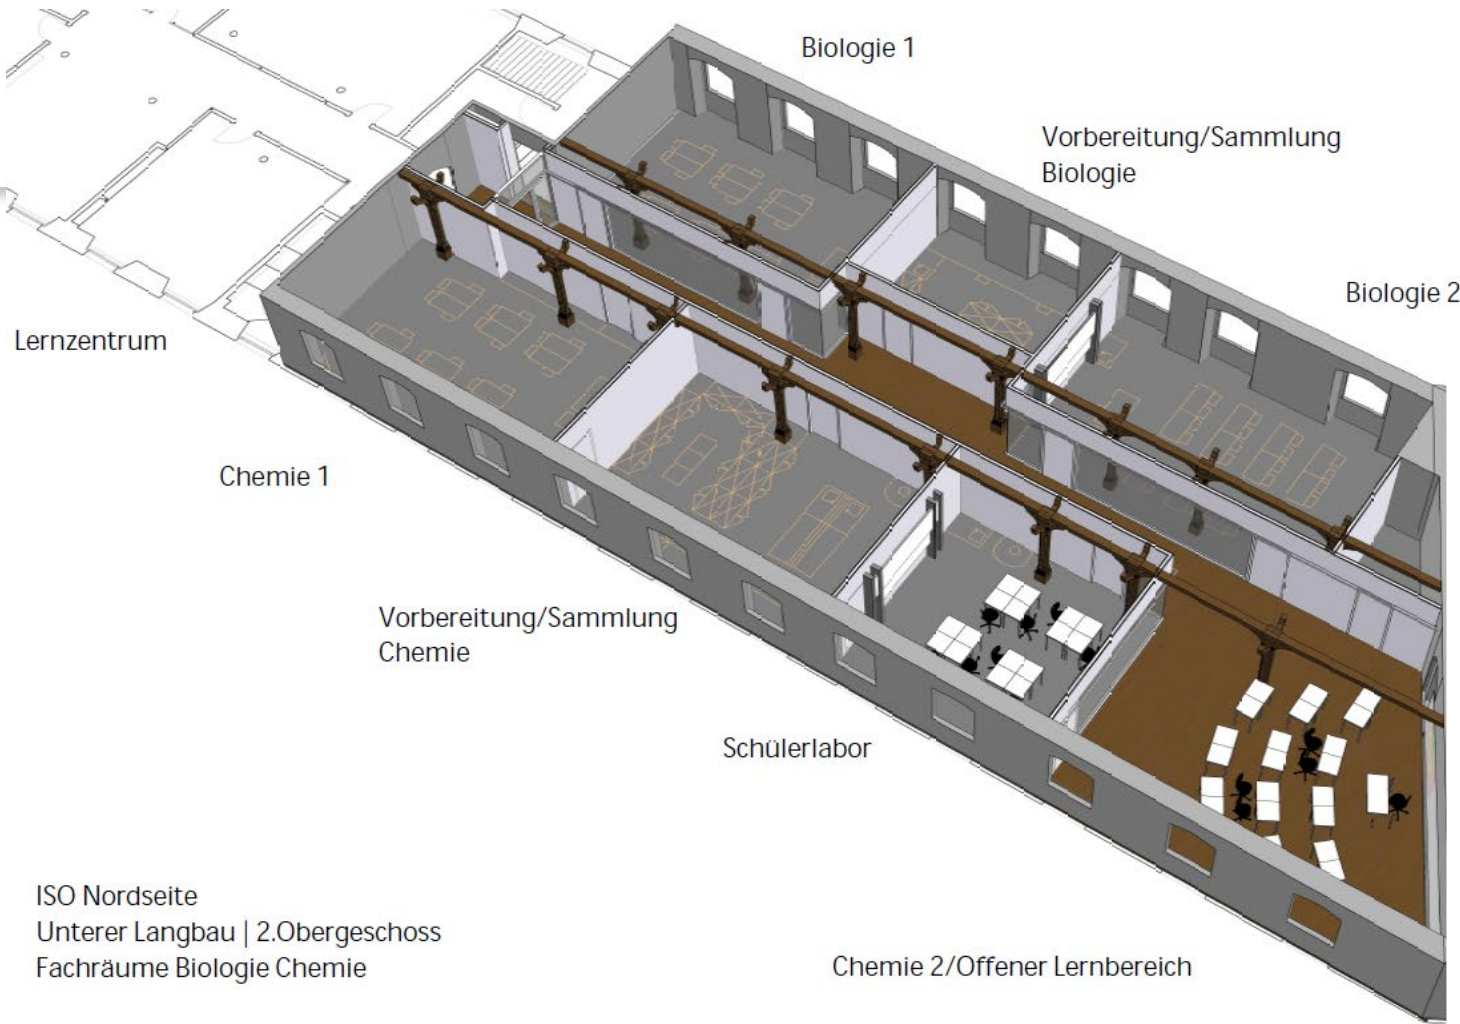 Biologie 1
Vorbereitung/Sammlung
Biologie
Biologie 2
Lernzentrum
Chemie 1
Vorbereitung/Sammlung
Chemie
Schülerlabor
Chemie 2/Offener Lernbereich
ISO Nordseite
Unterer Langbau | 2.Obergeschoss
Fachräume Biologie Chemie